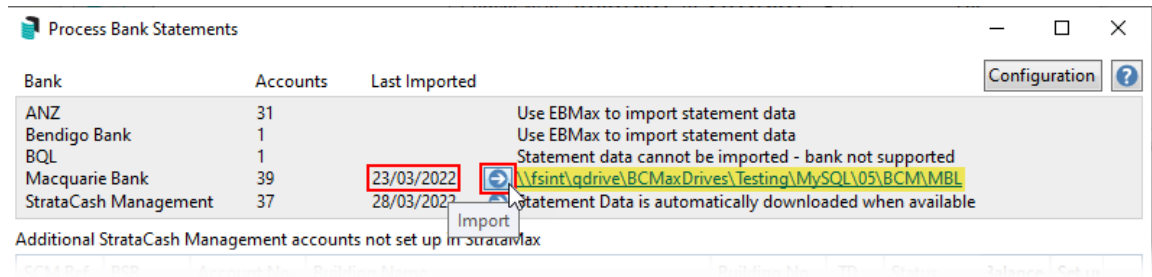 Process Bank Statements
Bank Accounts Last Imported Configuration ?
ANZ 31 Use EBMax to import statement data
Bendigo Bank 1 Use EBMax to import statement data
BQL 1 Statement data cannot be imported - bank not supported
Macquarie Bank 39 23/03/2022 \\fsint\qdrive\BCMaxDrives\Testing\MySQL\05\BCM\MBL
StrataCash Management 37 28/03/2022 Statement Data is automatically downloaded when available
Import
Additional StrataCash Management accounts not set up in StrataMax